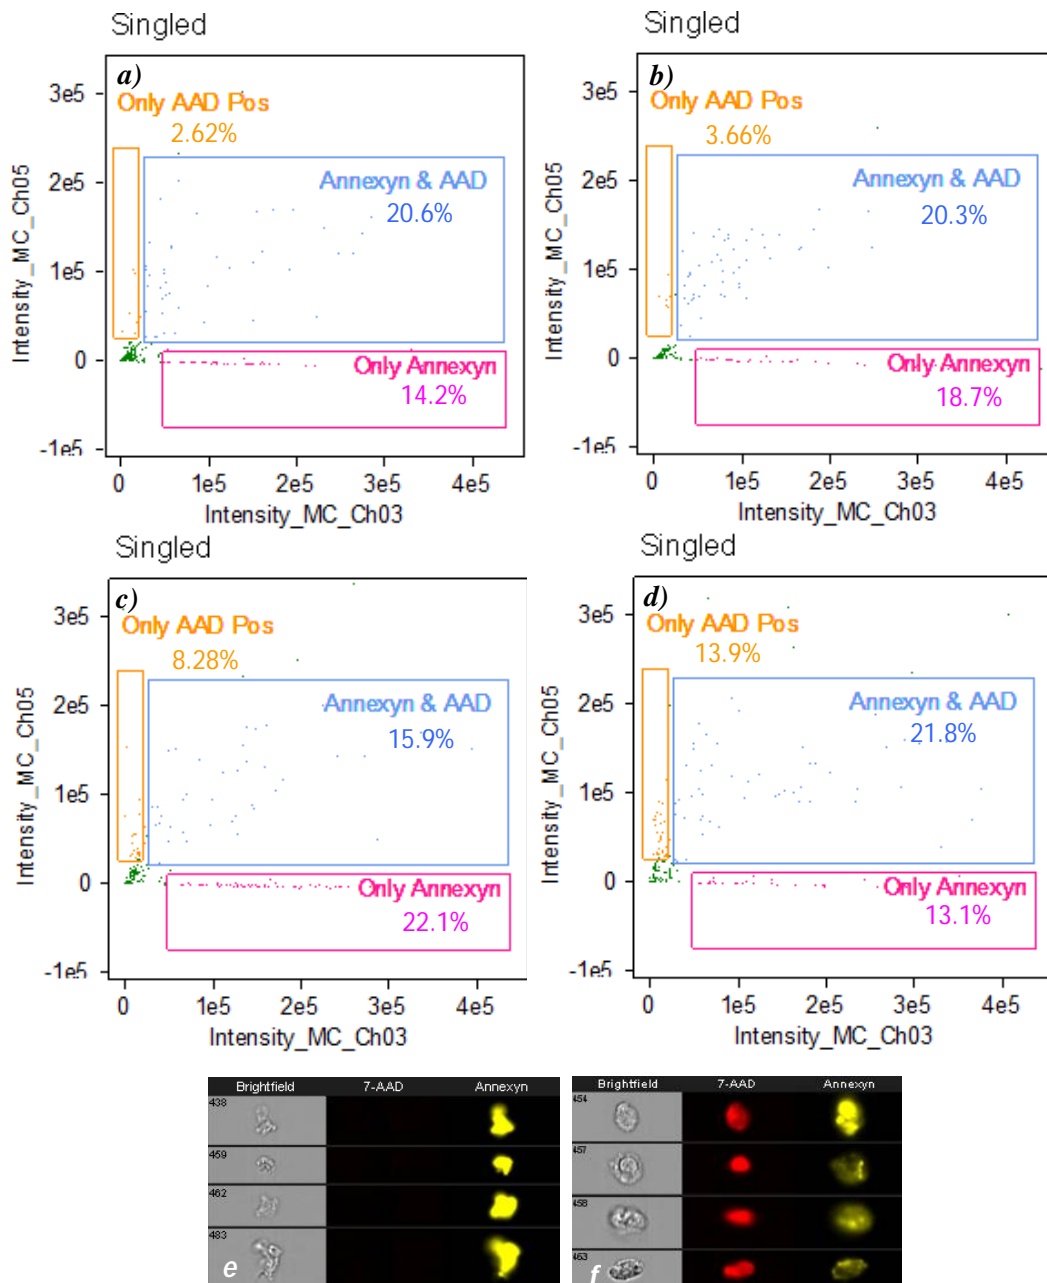 Singled
a)
Only AAD Pos
2.62%
Annexyn & AAD
20.6%
Only Annexyn
14.2%
3e5
2e5
1e5
0
-1e5
Intensity_MC_Ch05
0 1e5 2e5 3e5 4e5
Intensity_MC_Ch03
Singled
b)
Only AAD Pos
3.66%
Annexyn & AAD
20.3%
Only Annexyn
18.7%
3e5
2e5
1e5
0
-1e5
Intensity_MC_Ch05
0 1e5 2e5 3e5 4e5
Intensity_MC_Ch03
Singled
c)
Only AAD Pos
8.28%
Annexyn & AAD
15.9%
Only Annexyn
22.1%
3e5
2e5
1e5
0
-1e5
Intensity_MC_Ch05
0 1e5 2e5 3e5 4e5
Intensity_MC_Ch03
Singled
d)
Only AAD Pos
13.9%
Annexyn & AAD
21.8%
Only Annexyn
13.1%
3e5
2e5
1e5
0
-1e5
Intensity_MC_Ch05
0 1e5 2e5 3e5 4e5
Intensity_MC_Ch03
Brightfield 7-AAD Annexyn
438
459
462
483
e
Brightfield 7-AAD Annexyn
454
457
458
463
f